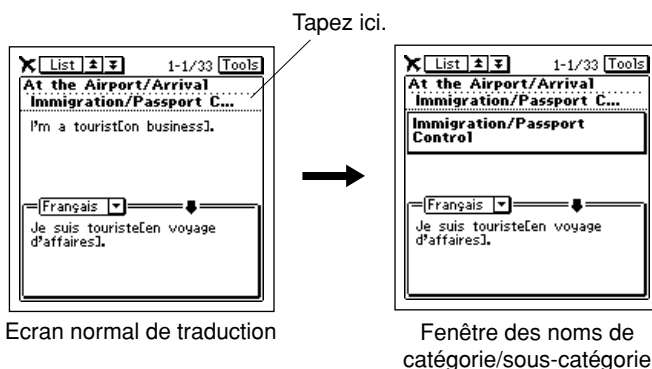 Tapez ici.
List 1-1/33 Tools
At the Airport/Arrival
Immigration/Passport C...
I'm a tourist[on business].
Français
Je suis touriste[en voyage
d'affaires].
Ecran normal de traduction
List 1-1/33 Tools
At the Airport/Arrival
Immigration/Passport C...
Immigration/Passport
Control
Français
Je suis touriste[en voyage
d'affaires].
Fenêtre des noms de
catégorie/sous-catégorie